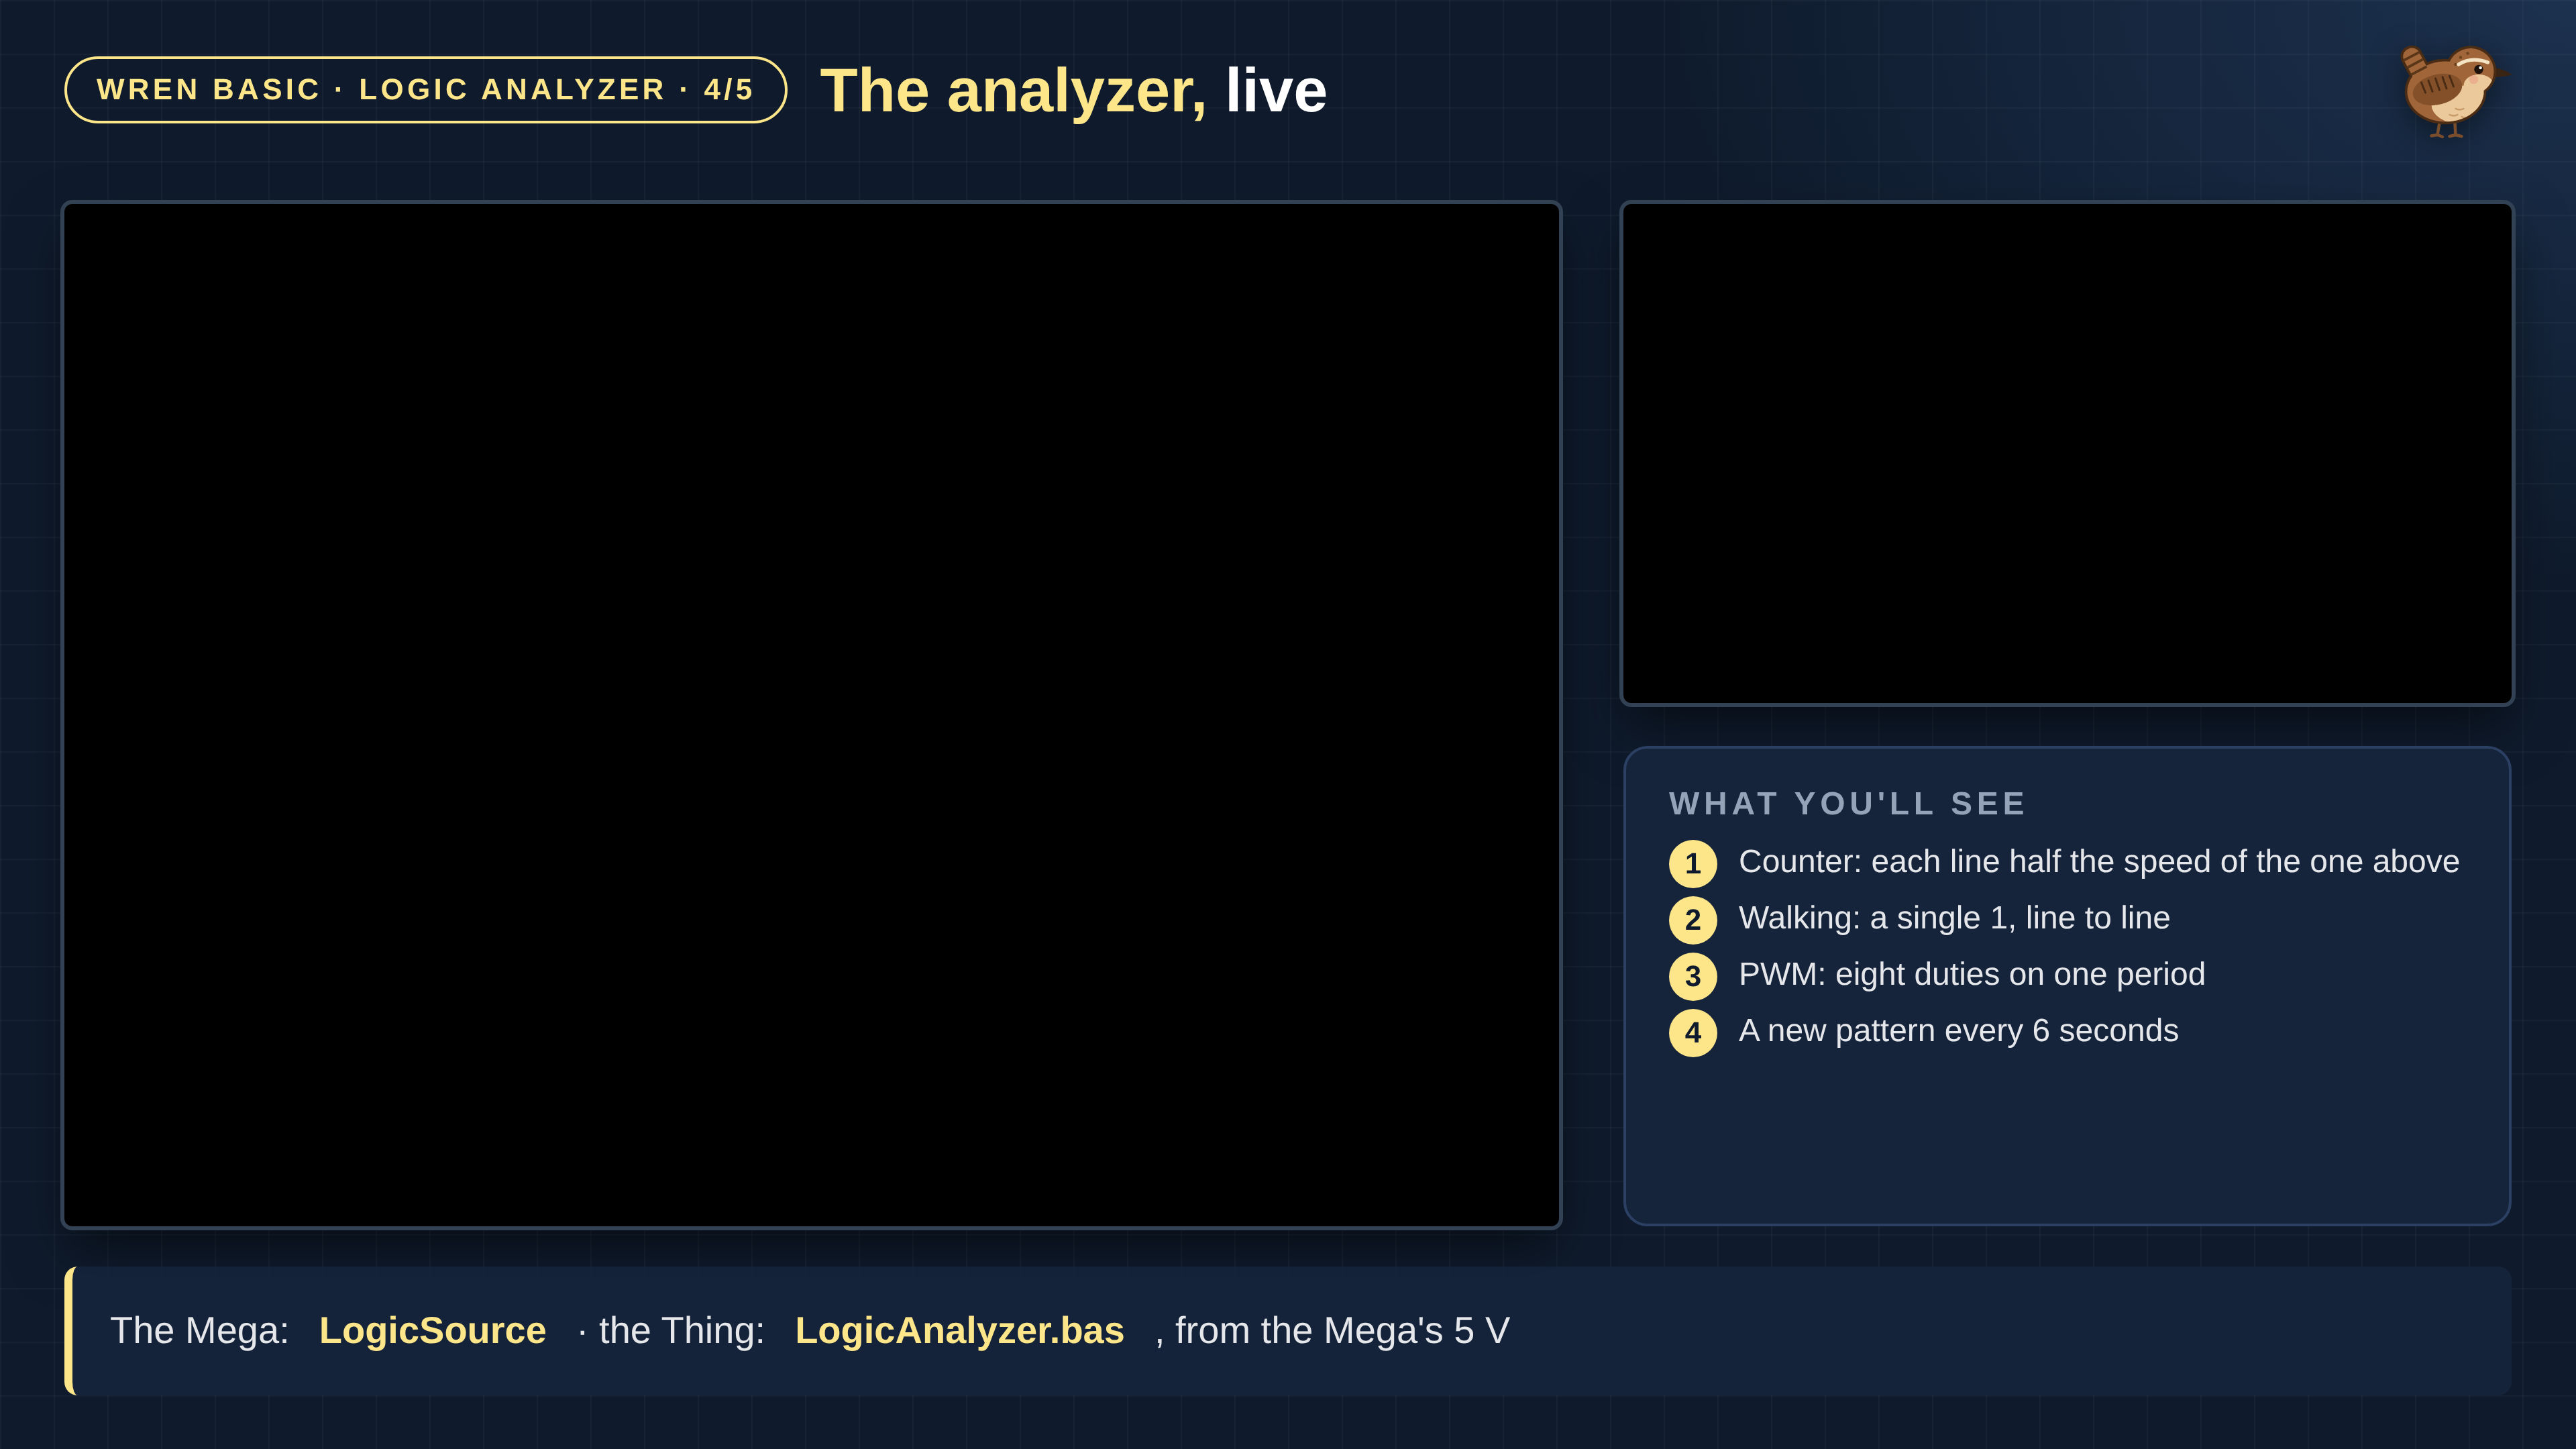 WREN BASIC · LOGIC ANALYZER · 4/5
The analyzer, live
WHAT YOU'LL SEE
1 Counter: each line half the speed of the one above
2 Walking: a single 1, line to line
3 PWM: eight duties on one period
4 A new pattern every 6 seconds
The Mega: LogicSource · the Thing: LogicAnalyzer.bas , from the Mega's 5 V